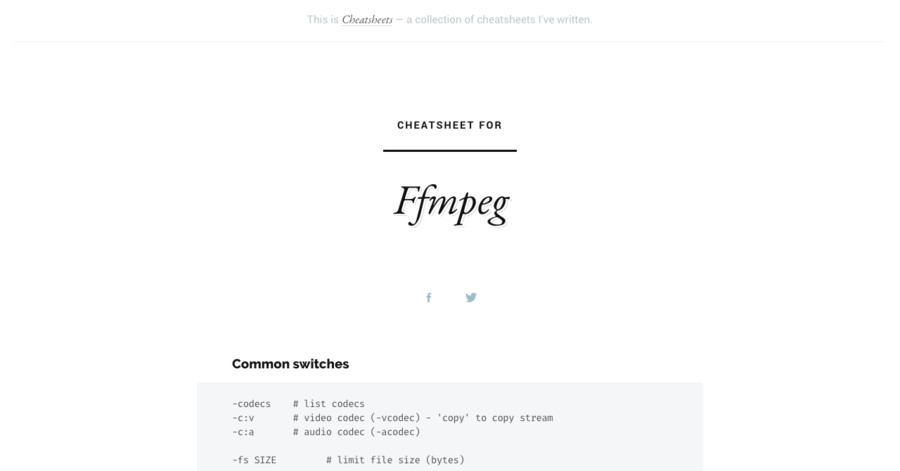 This is Cheatsheets — a collection of cheatsheets I've written.
CHEATSHEET FOR
Ffmpeg
Common switches
-codecs    # list codecs
-c:v       # video codec (-vcodec) - 'copy' to copy stream
-c:a       # audio codec (-acodec)
-fs SIZE         # limit file size (bytes)